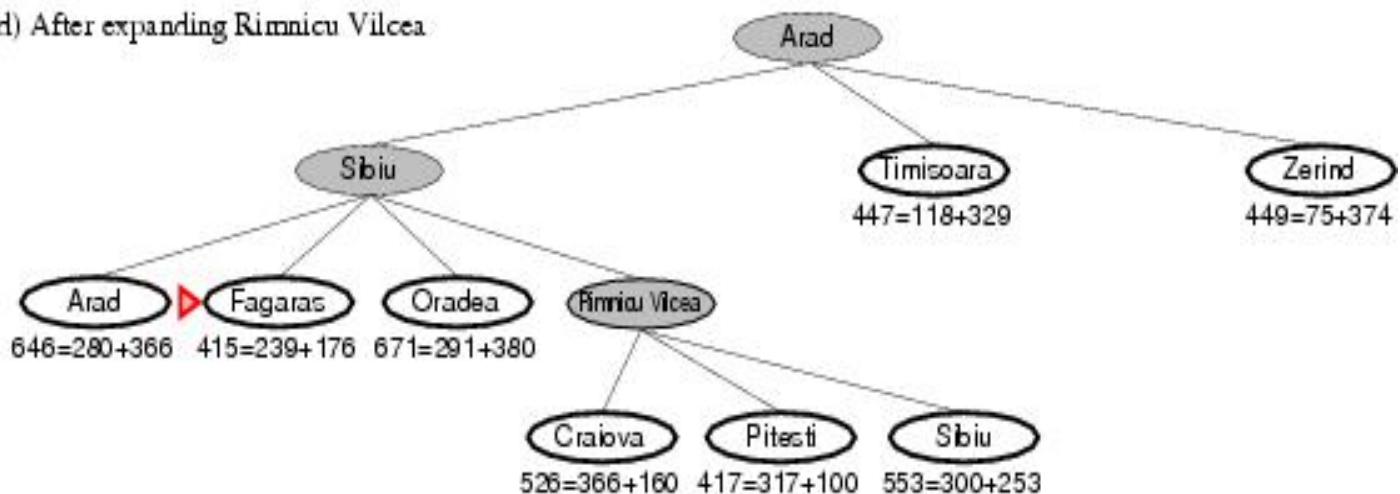 d) After expanding Rimnicu Vilcea
Arad
Sibiu
Timisoara
Zerind
447=118+329
449=75+374
Arad
Fagaras
Oradea
Rimnicu Vilcea
646=280+366
415=239+176
671=291+380
Craiova
Pitesti
Sibiu
526=366+160
417=317+100
553=300+253